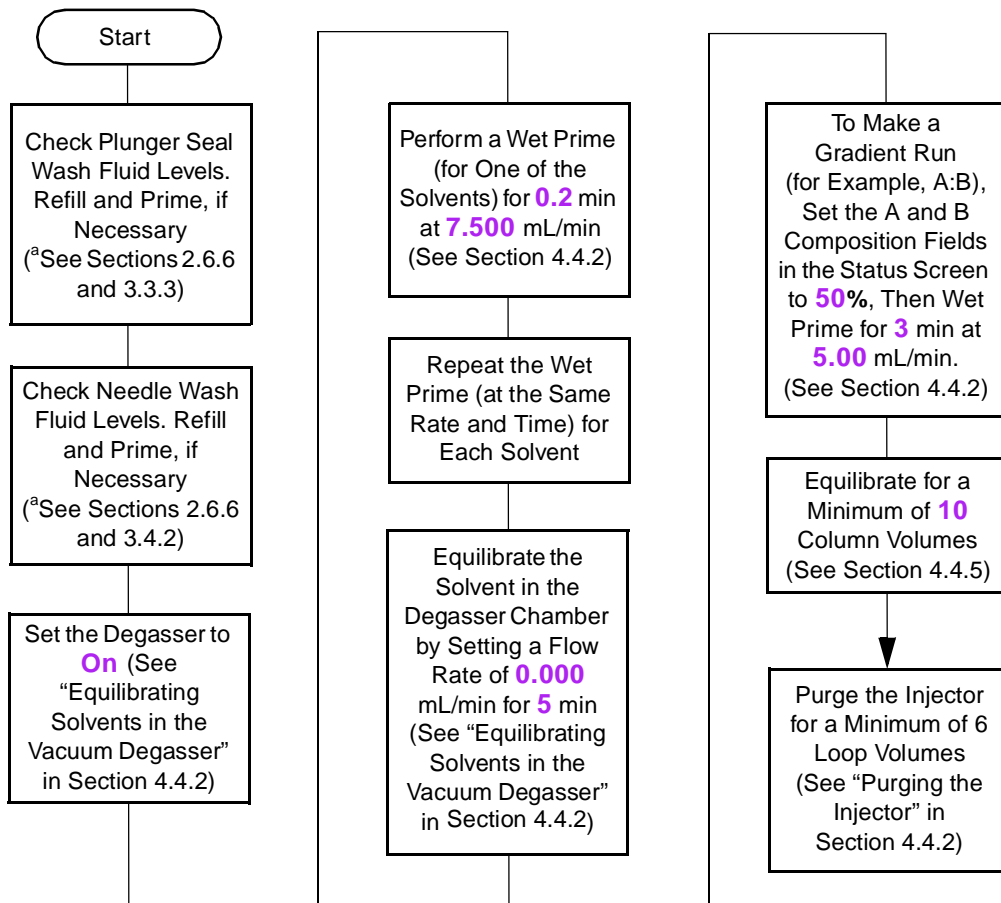 Start
Check Plunger Seal
Wash Fluid Levels.
Refill and Prime, if
Necessary
(aSee Sections 2.6.6
and 3.3.3)
Check Needle Wash
Fluid Levels. Refill
and Prime, if
Necessary
(aSee Sections 2.6.6
and 3.4.2)
Set the Degasser to
On (See
“Equilibrating
Solvents in the
Vacuum Degasser”
in Section 4.4.2)
Perform a Wet Prime
(for One of the
Solvents) for 0.2 min
at 7.500 mL/min
(See Section 4.4.2)
Repeat the Wet
Prime (at the Same
Rate and Time) for
Each Solvent
Equilibrate the
Solvent in the
Degasser Chamber
by Setting a Flow
Rate of 0.000
mL/min for 5 min
(See “Equilibrating
Solvents in the
Vacuum Degasser”
in Section 4.4.2)
To Make a
Gradient Run
(for Example, A:B),
Set the A and B
Composition Fields
in the Status Screen
to 50%, Then Wet
Prime for 3 min at
5.00 mL/min.
(See Section 4.4.2)
Equilibrate for a
Minimum of 10
Column Volumes
(See Section 4.4.5)
Purge the Injector
for a Minimum of 6
Loop Volumes
(See “Purging the
Injector” in
Section 4.4.2)